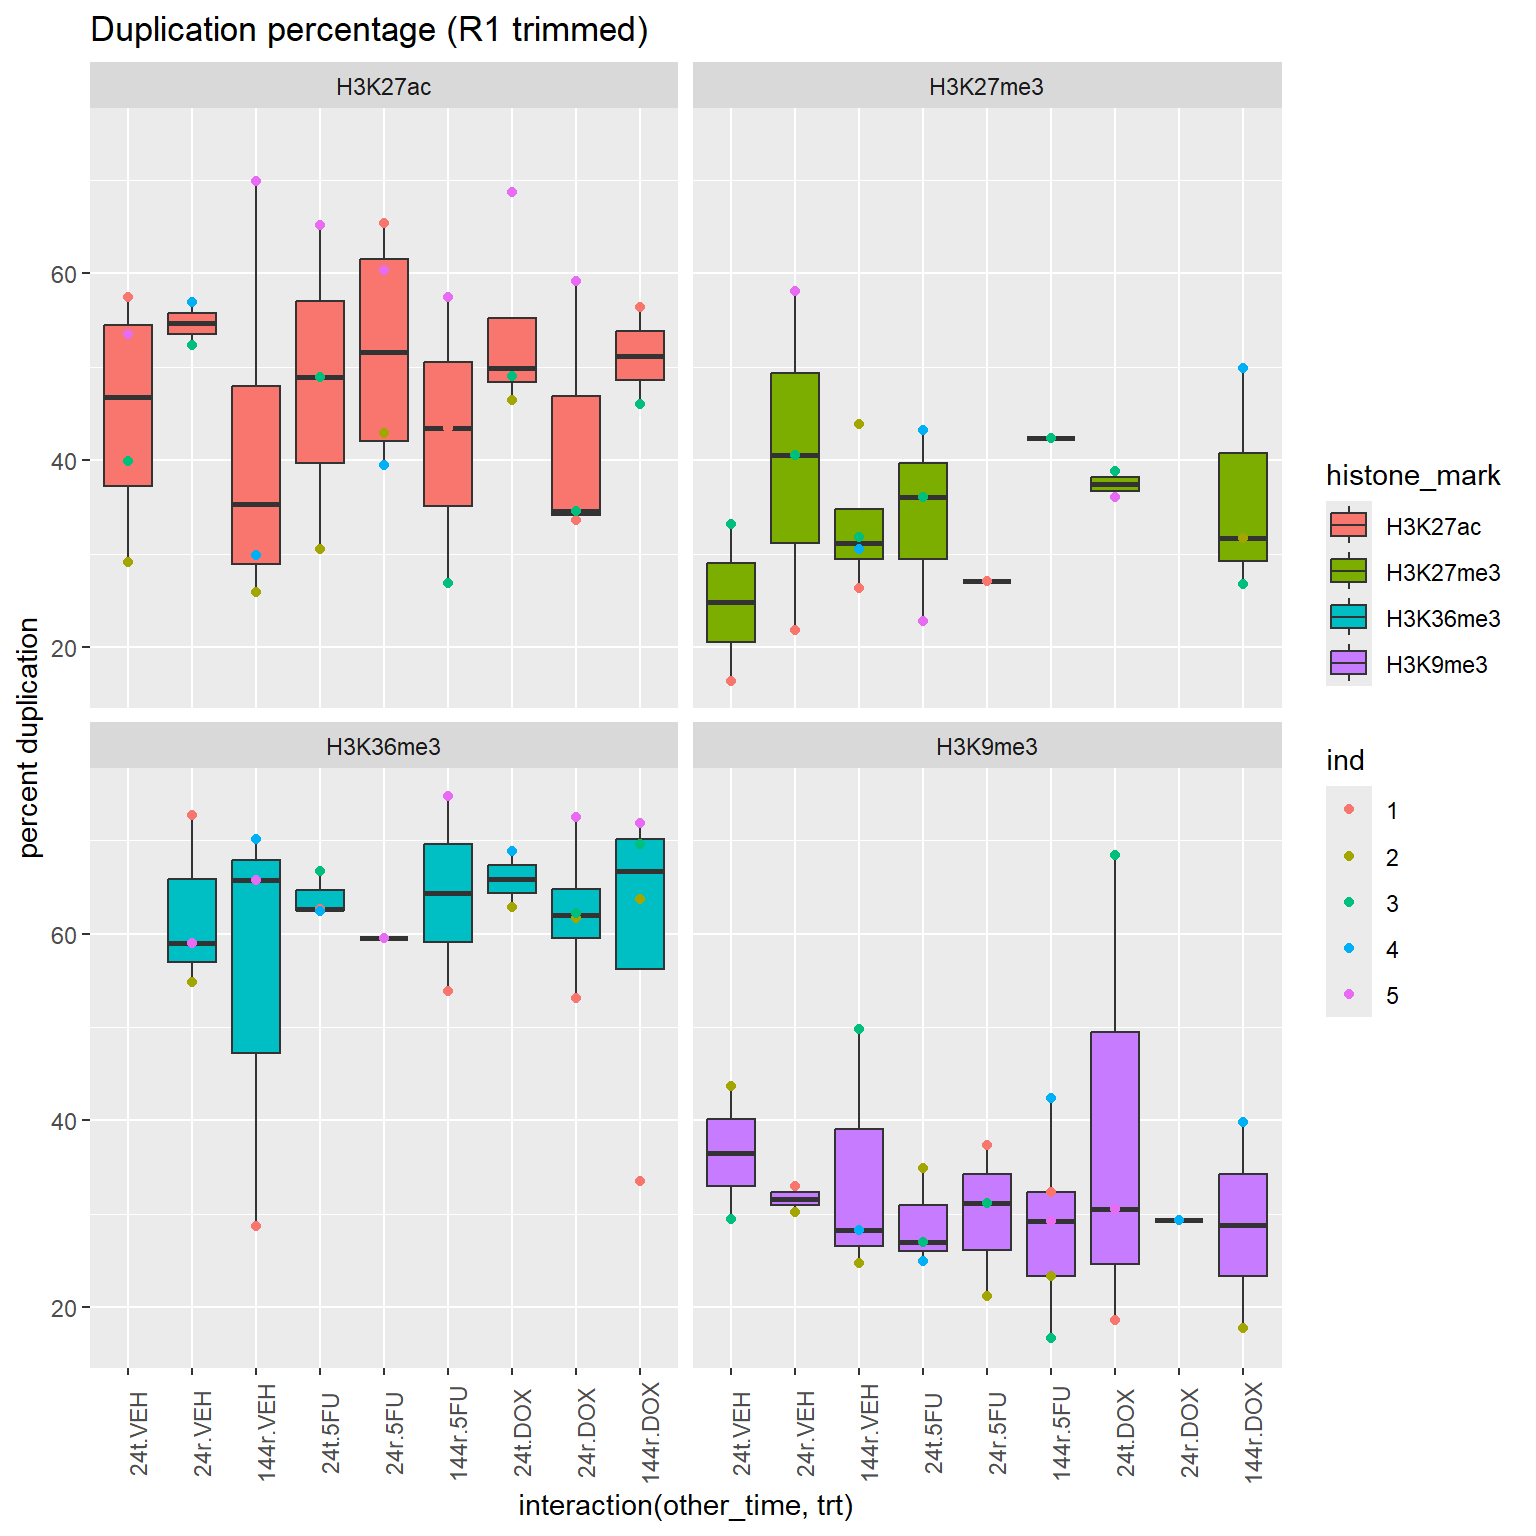 Duplication percentage (R1 trimmed)
H3K27ac
H3K27me3
60
40
20
H3K36me3
H3K9me3
60
40
20
percent duplication
24t.VEH
24r.VEH
144r.VEH
24t.5FU
24r.5FU
144r.5FU
24t.DOX
24r.DOX
144r.DOX
24t.VEH
24r.VEH
144r.VEH
24t.5FU
24r.5FU
144r.5FU
24t.DOX
24r.DOX
144r.DOX
interaction(other_time, trt)
histone_mark
H3K27ac
H3K27me3
H3K36me3
H3K9me3
ind
1
2
3
4
5